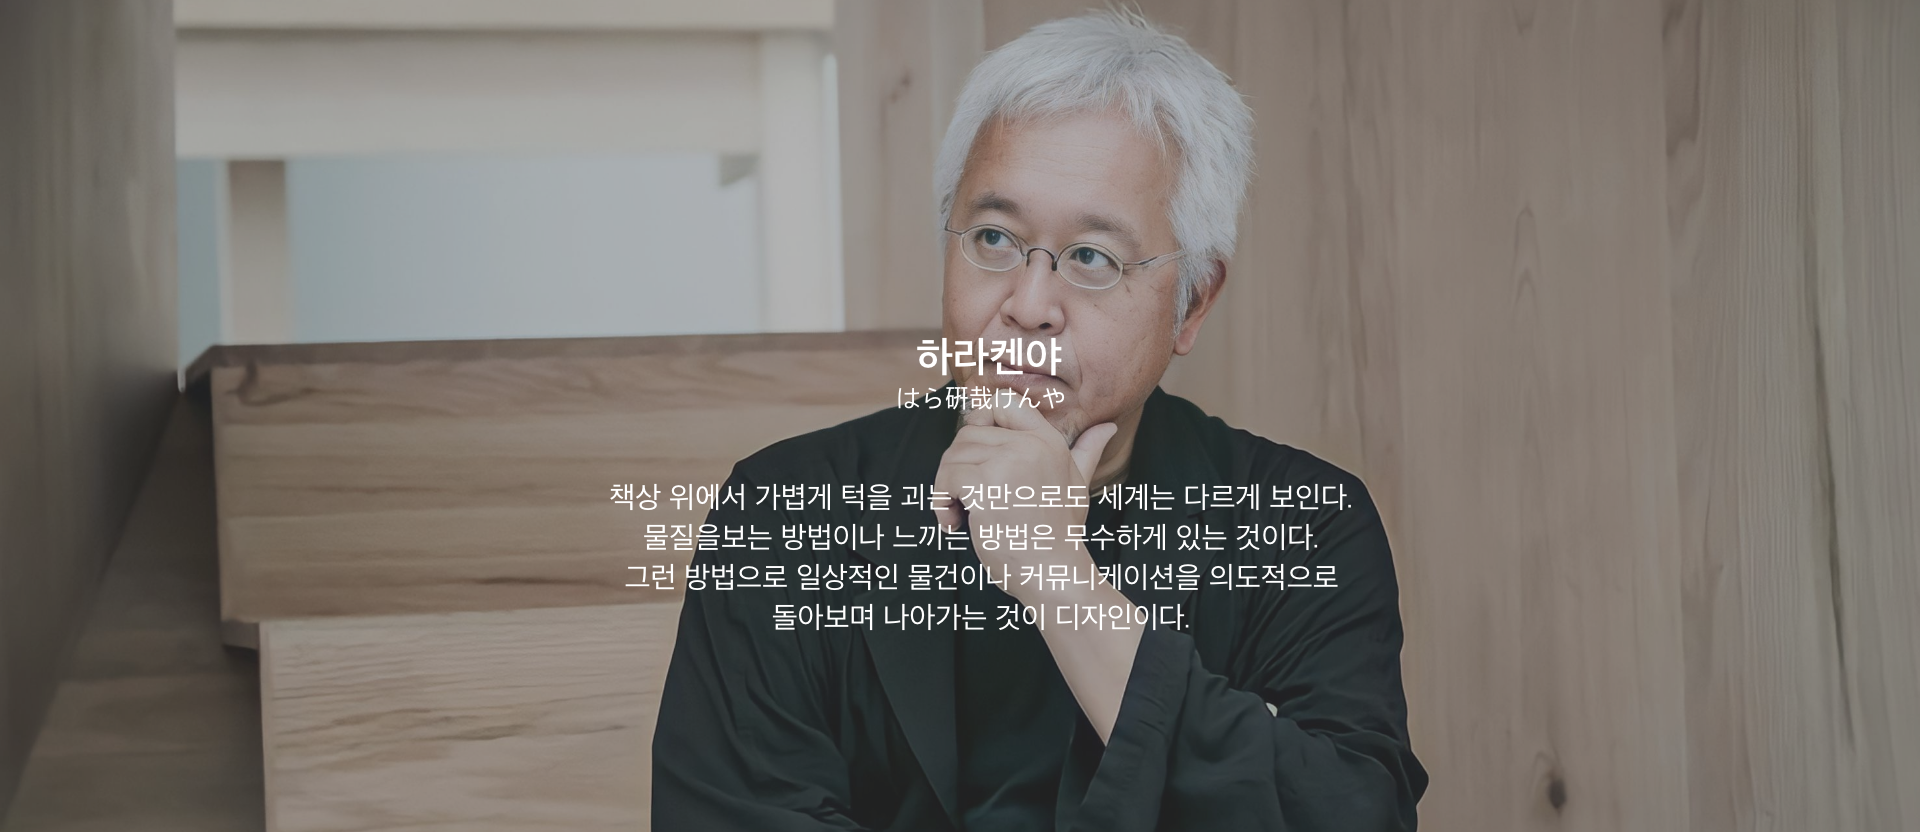 하라켄야
はら研哉けんや
책상 위에서 가볍게 턱을 괴는 것만으로도 세계는 다르게 보인다.
물질을보는 방법이나 느끼는 방법은 무수하게 있는 것이다.
그런 방법으로 일상적인 물건이나 커뮤니케이션을 의도적으로
돌아보며 나아가는 것이 디자인이다.